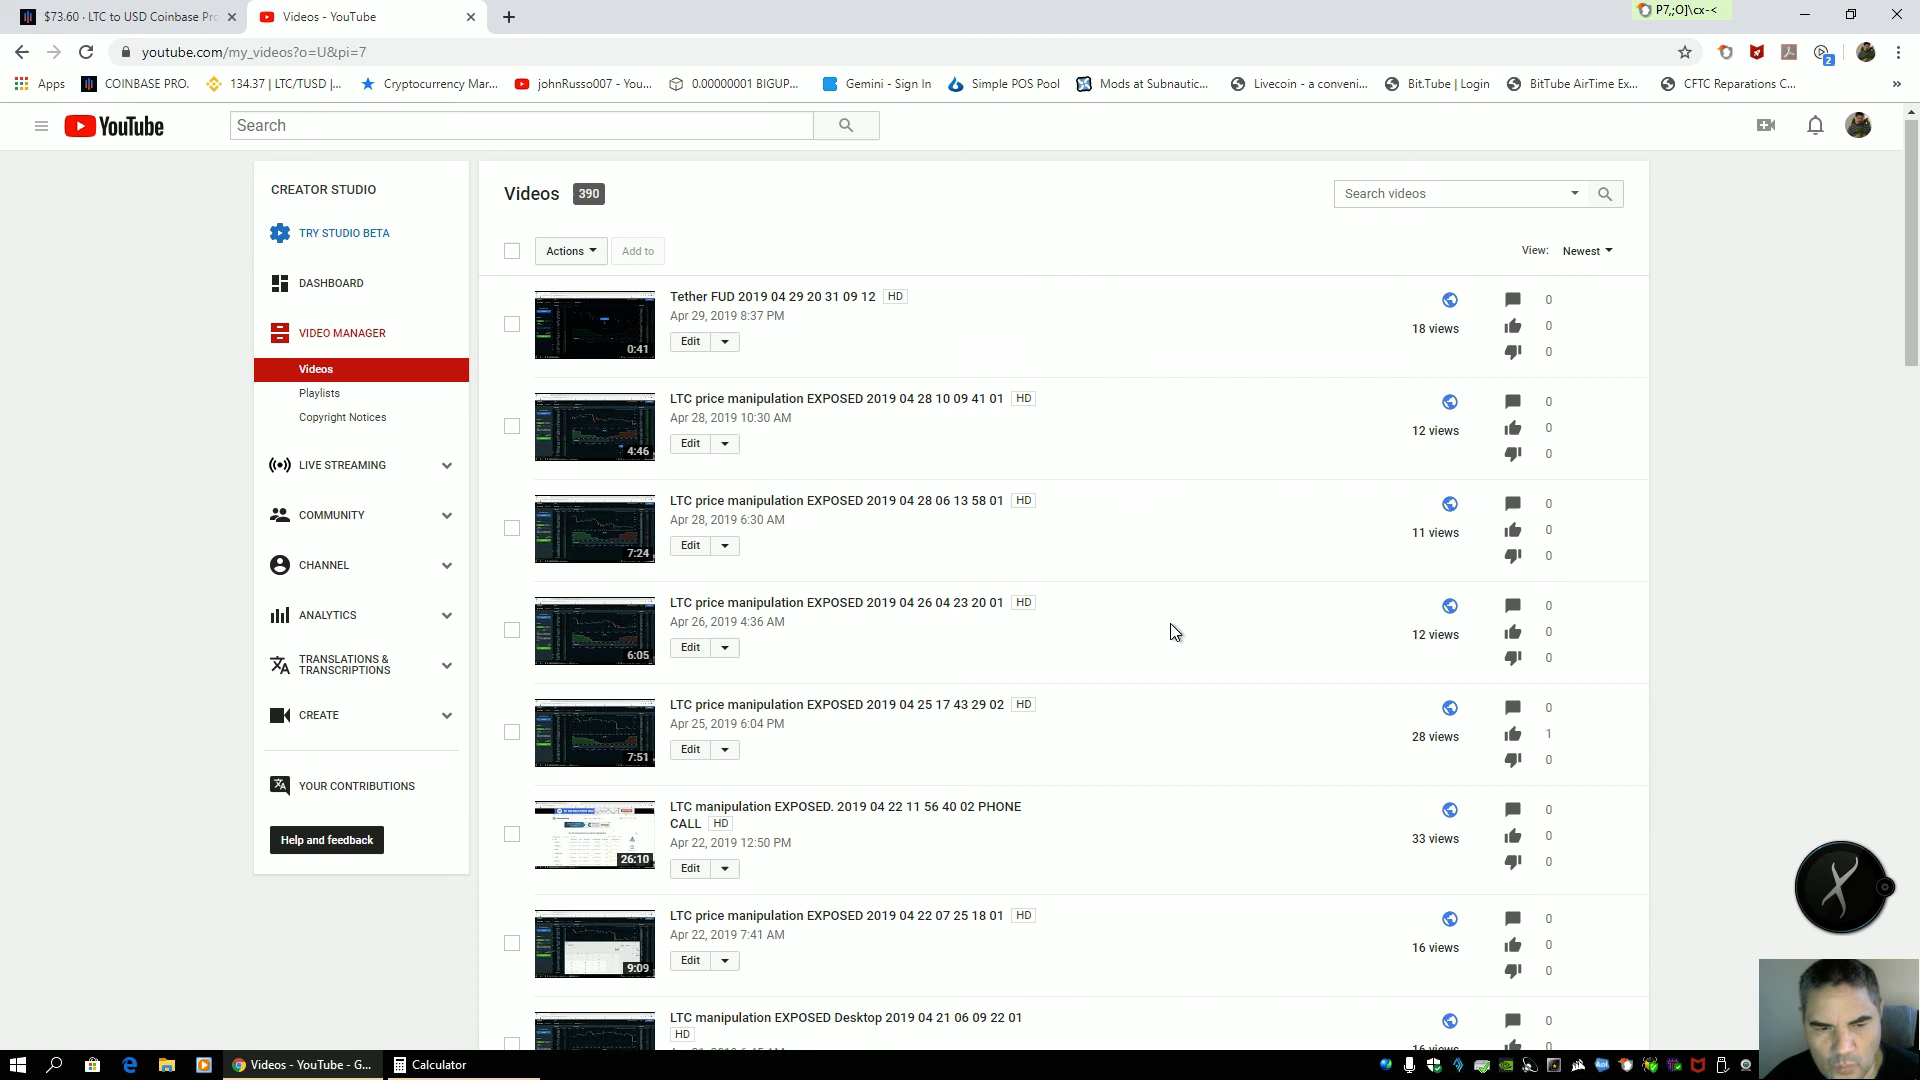 $73.60 · LTC to USD Coinbase Pro
Videos - YouTube
P7,;O]\cx-<
youtube.com/my_videos?o=U&pi=7
2
Apps
COINBASE PRO.
134.37 | LTC/TUSD |...
Cryptocurrency Mar...
johnRusso007 - You...
0.00000001 BIGUP...
Gemini - Sign In
Simple POS Pool
Mods at Subnautic...
Livecoin - a conveni...
Bit.Tube | Login
BitTube AirTime Ex...
CFTC Reparations C...
»
YouTube
Search
CREATOR STUDIO
TRY STUDIO BETA
DASHBOARD
VIDEO MANAGER
Videos
Playlists
Copyright Notices
LIVE STREAMING
COMMUNITY
CHANNEL
ANALYTICS
TRANSLATIONS &
TRANSCRIPTIONS
CREATE
YOUR CONTRIBUTIONS
Help and feedback
Videos 390
Search videos
Actions
Add to
View: Newest
Tether FUD 2019 04 29 20 31 09 12 HD
Apr 29, 2019 8:37 PM
Edit
0:41
18 views
0
0
0
LTC price manipulation EXPOSED 2019 04 28 10 09 41 01 HD
Apr 28, 2019 10:30 AM
Edit
4:46
12 views
0
0
0
LTC price manipulation EXPOSED 2019 04 28 06 13 58 01 HD
Apr 28, 2019 6:30 AM
Edit
7:24
11 views
0
0
0
LTC price manipulation EXPOSED 2019 04 26 04 23 20 01 HD
Apr 26, 2019 4:36 AM
Edit
6:05
12 views
0
0
0
LTC price manipulation EXPOSED 2019 04 25 17 43 29 02 HD
Apr 25, 2019 6:04 PM
Edit
7:51
28 views
0
1
0
LTC manipulation EXPOSED. 2019 04 22 11 56 40 02 PHONE
CALL HD
Apr 22, 2019 12:50 PM
Edit
26:10
33 views
0
0
0
LTC price manipulation EXPOSED 2019 04 22 07 25 18 01 HD
Apr 22, 2019 7:41 AM
Edit
9:09
16 views
0
0
0
LTC manipulation EXPOSED Desktop 2019 04 21 06 09 22 01
HD
16 views
0
0
Videos - YouTube - G...
Calculator